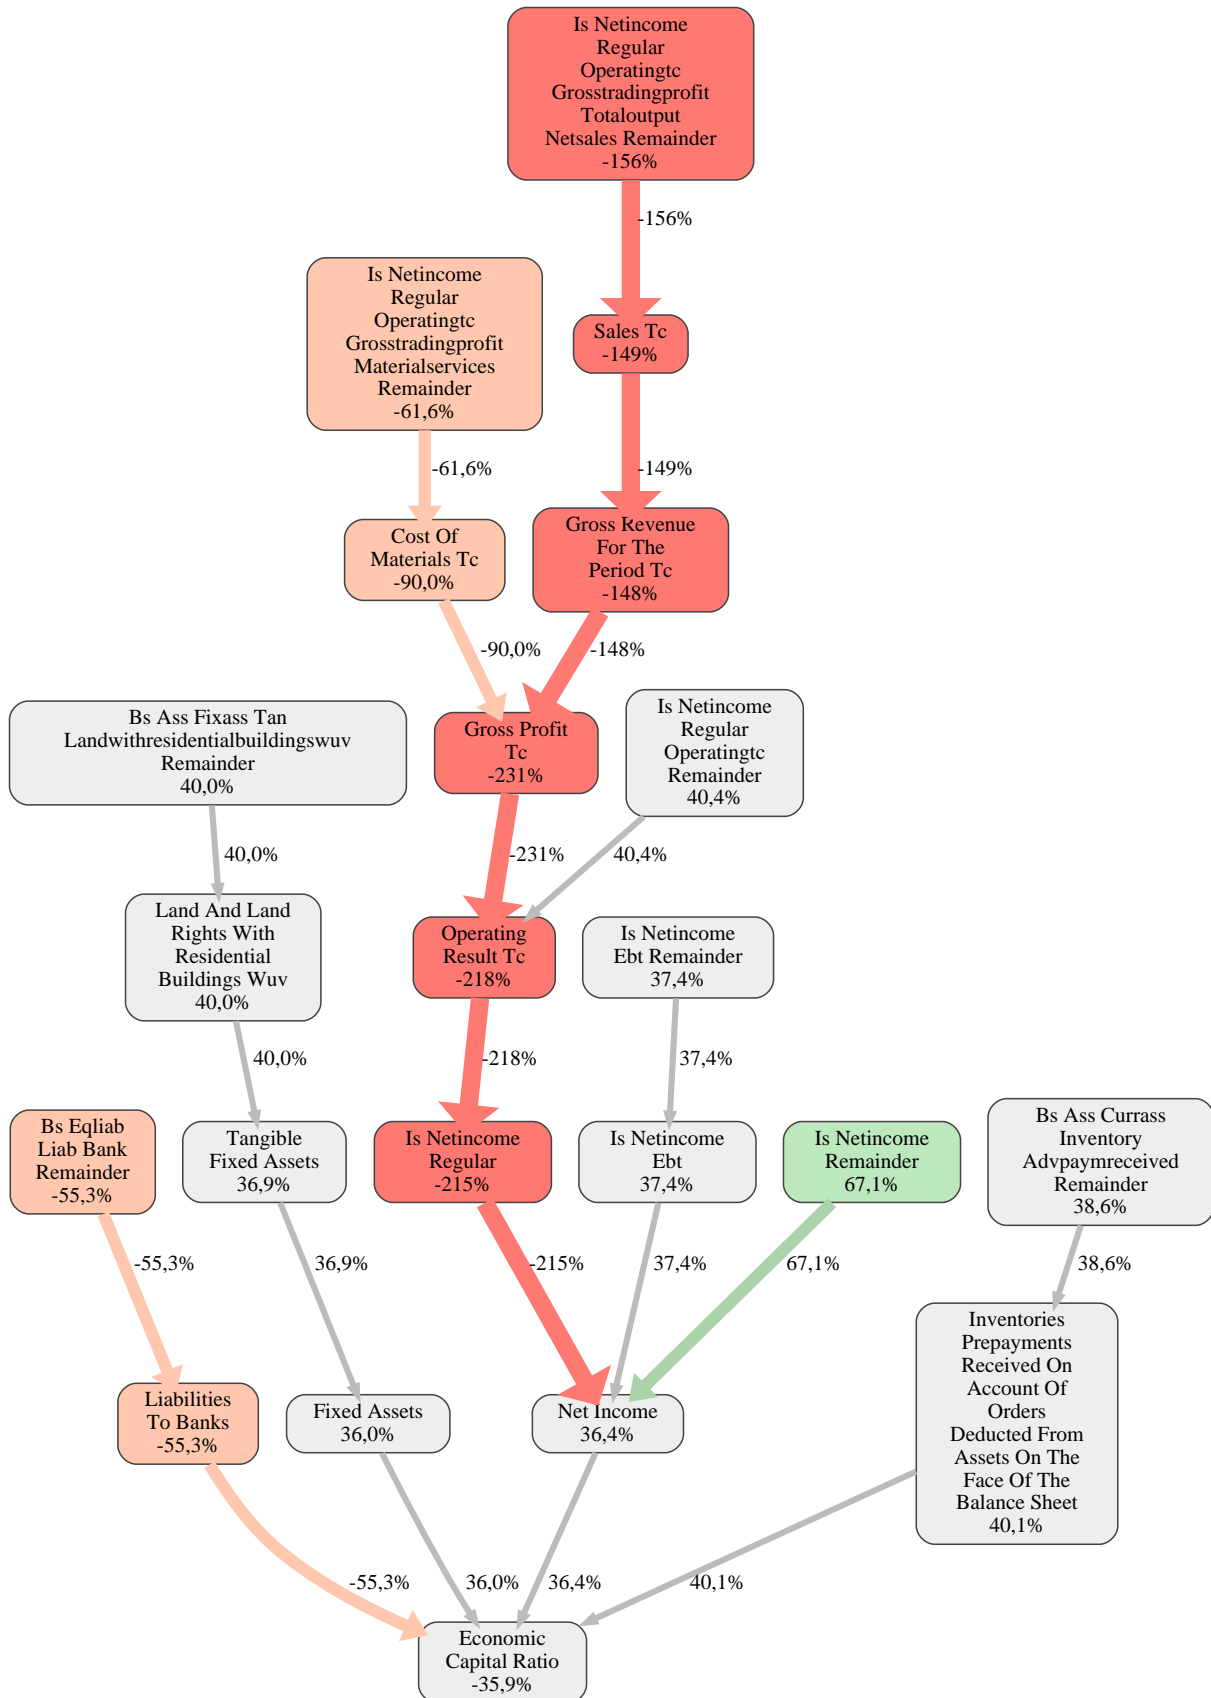 Is Netincome
Regular
Operatingtc
Grosstradingprofit
Totaloutput
Netsales Remainder
-156%
-156%
Is Netincome
Regular
Operatingtc
Grosstradingprofit
Materialservices
Remainder
-61,6%
Sales Tc
-149%
-61,6%
-149%
Cost Of
Materials Tc
-90,0%
Gross Revenue
For The
Period Tc
-148%
-90,0%
-148%
Bs Ass Fixass Tan
Landwithresidentialbuildingswuv
Remainder
40,0%
Gross Profit
Tc
-231%
Is Netincome
Regular
Operatingtc
Remainder
40,4%
40,0%
-231%
40,4%
Land And Land
Rights With
Residential
Buildings Wuv
40,0%
Operating
Result Tc
-218%
Is Netincome
Ebt Remainder
37,4%
40,0%
-218%
37,4%
Bs Eqliab
Liab Bank
Remainder
-55,3%
Tangible
Fixed Assets
36,9%
Is Netincome
Regular
-215%
Is Netincome
Ebt
37,4%
Is Netincome
Remainder
67,1%
Bs Ass Currass
Inventory
Advpaymreceived
Remainder
38,6%
-55,3%
36,9%
-215%
37,4%
67,1%
38,6%
Liabilities
To Banks
-55,3%
Fixed Assets
36,0%
Net Income
36,4%
Inventories
Prepayments
Received On
Account Of
Orders
Deducted From
Assets On The
Face Of The
Balance Sheet
40,1%
-55,3%
36,0%
36,4%
40,1%
Economic
Capital Ratio
-35,9%